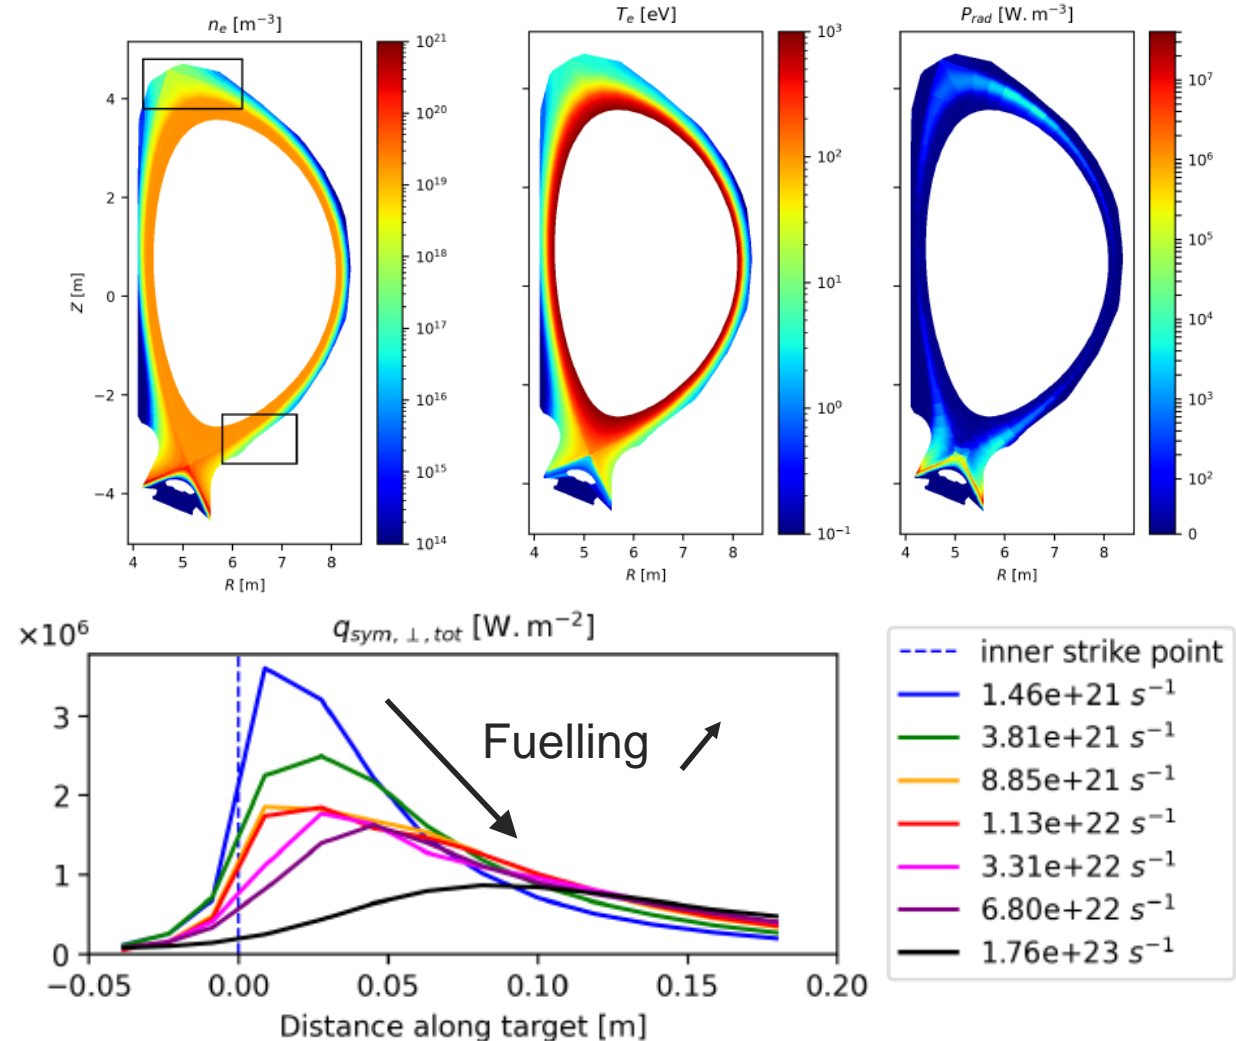 n_e [m^{-3}]
4
2
0
−2
−4
Z [m]
4 5 6 7 8
R [m]
10^{21}
10^{20}
10^{19}
10^{18}
10^{17}
10^{16}
10^{15}
10^{14}
T_e [eV]
4 5 6 7 8
R [m]
10^3
10^2
10^1
10^0
10^{−1}
P_{rad} [W.m^{−3}]
4 5 6 7 8
R [m]
10^7
10^6
10^5
10^4
10^3
10^2
0
×10^6
q_{sym,⊥,tot} [W.m^{−2}]
3
2
1
0
Fuelling
−0.05 0.00 0.05 0.10 0.15 0.20
Distance along target [m]
inner strike point
1.46e+21 s^{−1}
3.81e+21 s^{−1}
8.85e+21 s^{−1}
1.13e+22 s^{−1}
3.31e+22 s^{−1}
6.80e+22 s^{−1}
1.76e+23 s^{−1}